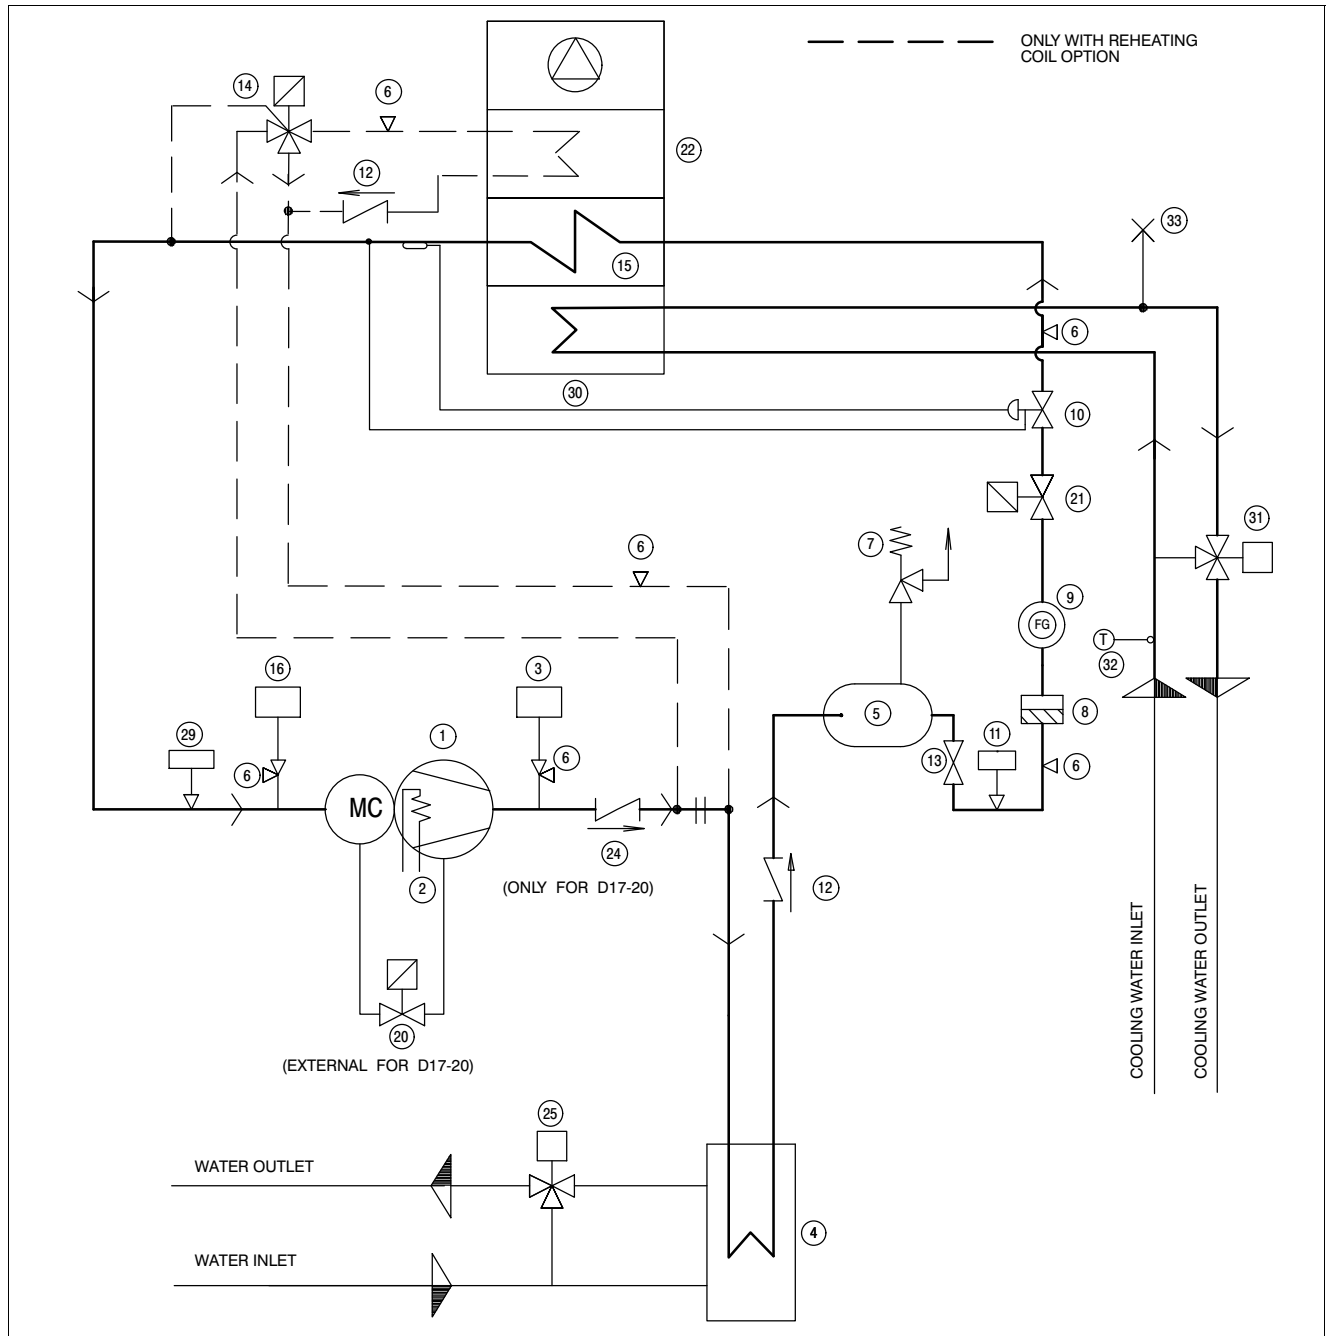 ONLY WITH REHEATING
COIL OPTION
14
6
22
12
33
15
6
30
10
21
31
7
6
9
FG
T
32
16
3
5
8
11
29
1
6
6
13
6
MC
24
2
(ONLY FOR D17-20)
12
20
(EXTERNAL FOR D17-20)
COOLING WATER INLET
COOLING WATER OUTLET
25
WATER OUTLET
4
WATER INLET